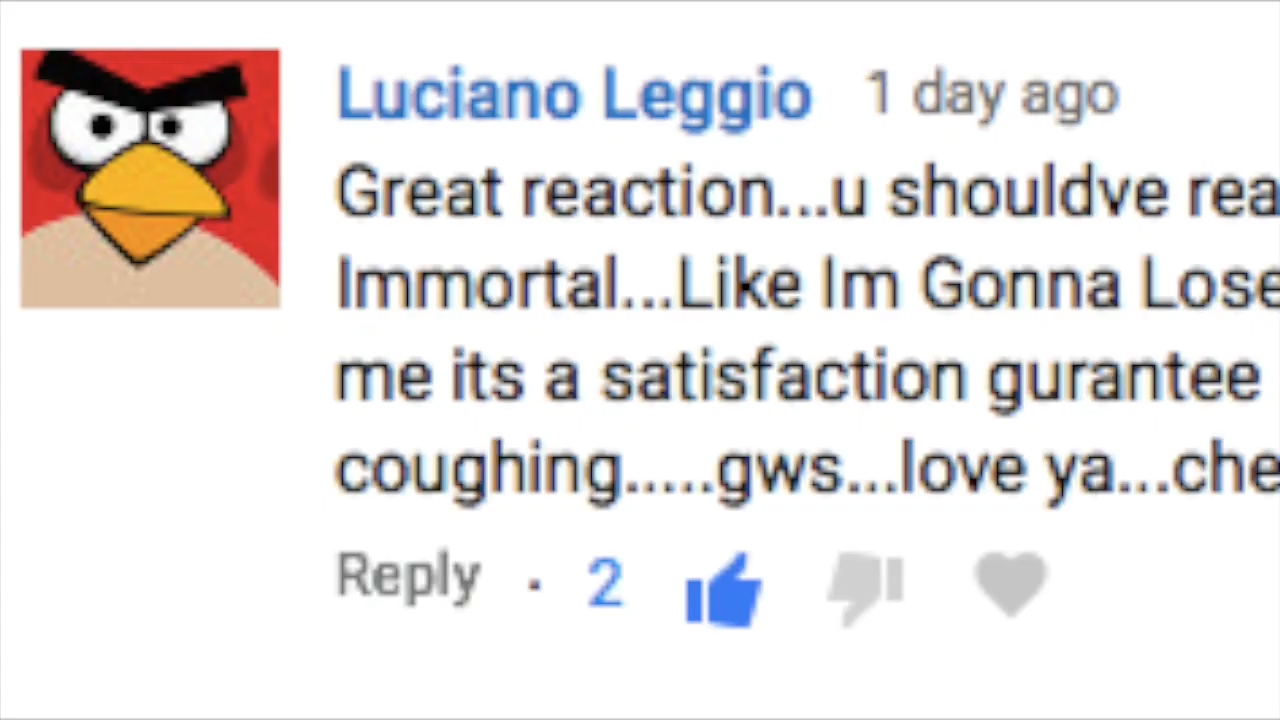 Luciano Leggio 1 day ago
Great reaction...u shouldve rea
Immortal...Like Im Gonna Lose
me its a satisfaction gurantee
coughing.....gws...love ya...che
Reply · 2